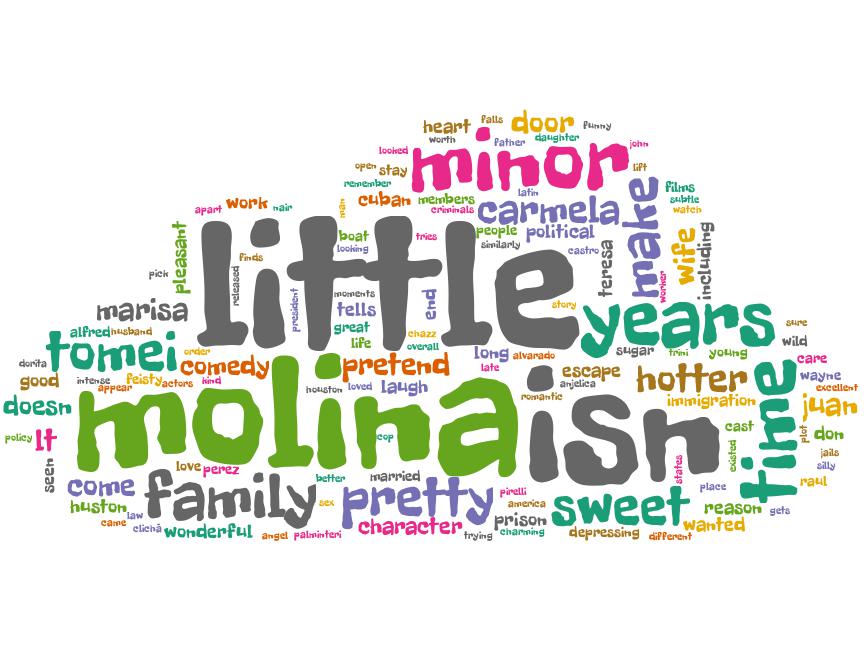 heart
falls
door
funny
worth
father
daughter
looked
minor
john
open
stay
lift
remember
latin
make
films
apart
work
hair
man
cuban
members
subtle
criminals
carmela
watch
pleasant
little
boat
tries
people
political
wife
including
looking
similarly
castro
teresa
finds
pick
released
president
moments
end
worker
marisa
tells
story
years
great
alfred
husband
chazz
sure
tomei
life
overall
wild
order
long
alvarado
sugar
trini
young
dorita
comedy
pretend
late
care
good
intense
feisty
actors
kind
escape
hotter
time
wayne
appear
houston
loved
laugh
anjelica
excellent
doesn
molina
romantic
isn
immigration
juan
policy
lt
cop
cast
plot
don
existed
jails
seen
love
perez
states
silly
come
family
better
married
pretty
pirelli
place
raul
huston
law
sex
america
sweet
reason
gets
came
clichã
wonderful
character
prison
wanted
angel
palminteri
trying
charming
depressing
different